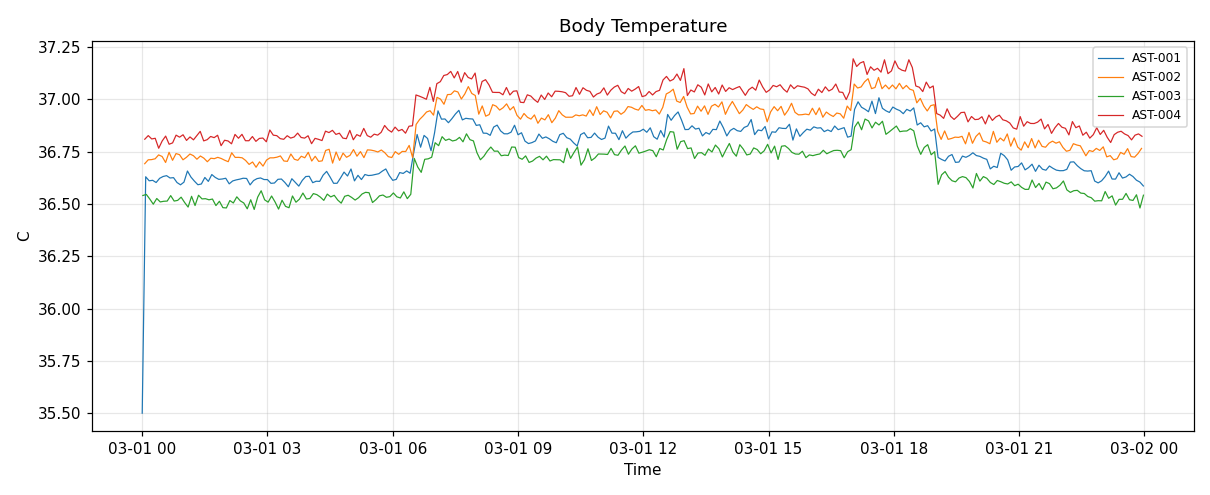 Body Temperature
37.25
37.00
36.75
36.50
36.25
36.00
35.75
35.50
C
AST-001
AST-002
AST-003
AST-004
03-01 00
03-01 03
03-01 06
03-01 09
03-01 12
03-01 15
03-01 18
03-01 21
03-02 00
Time